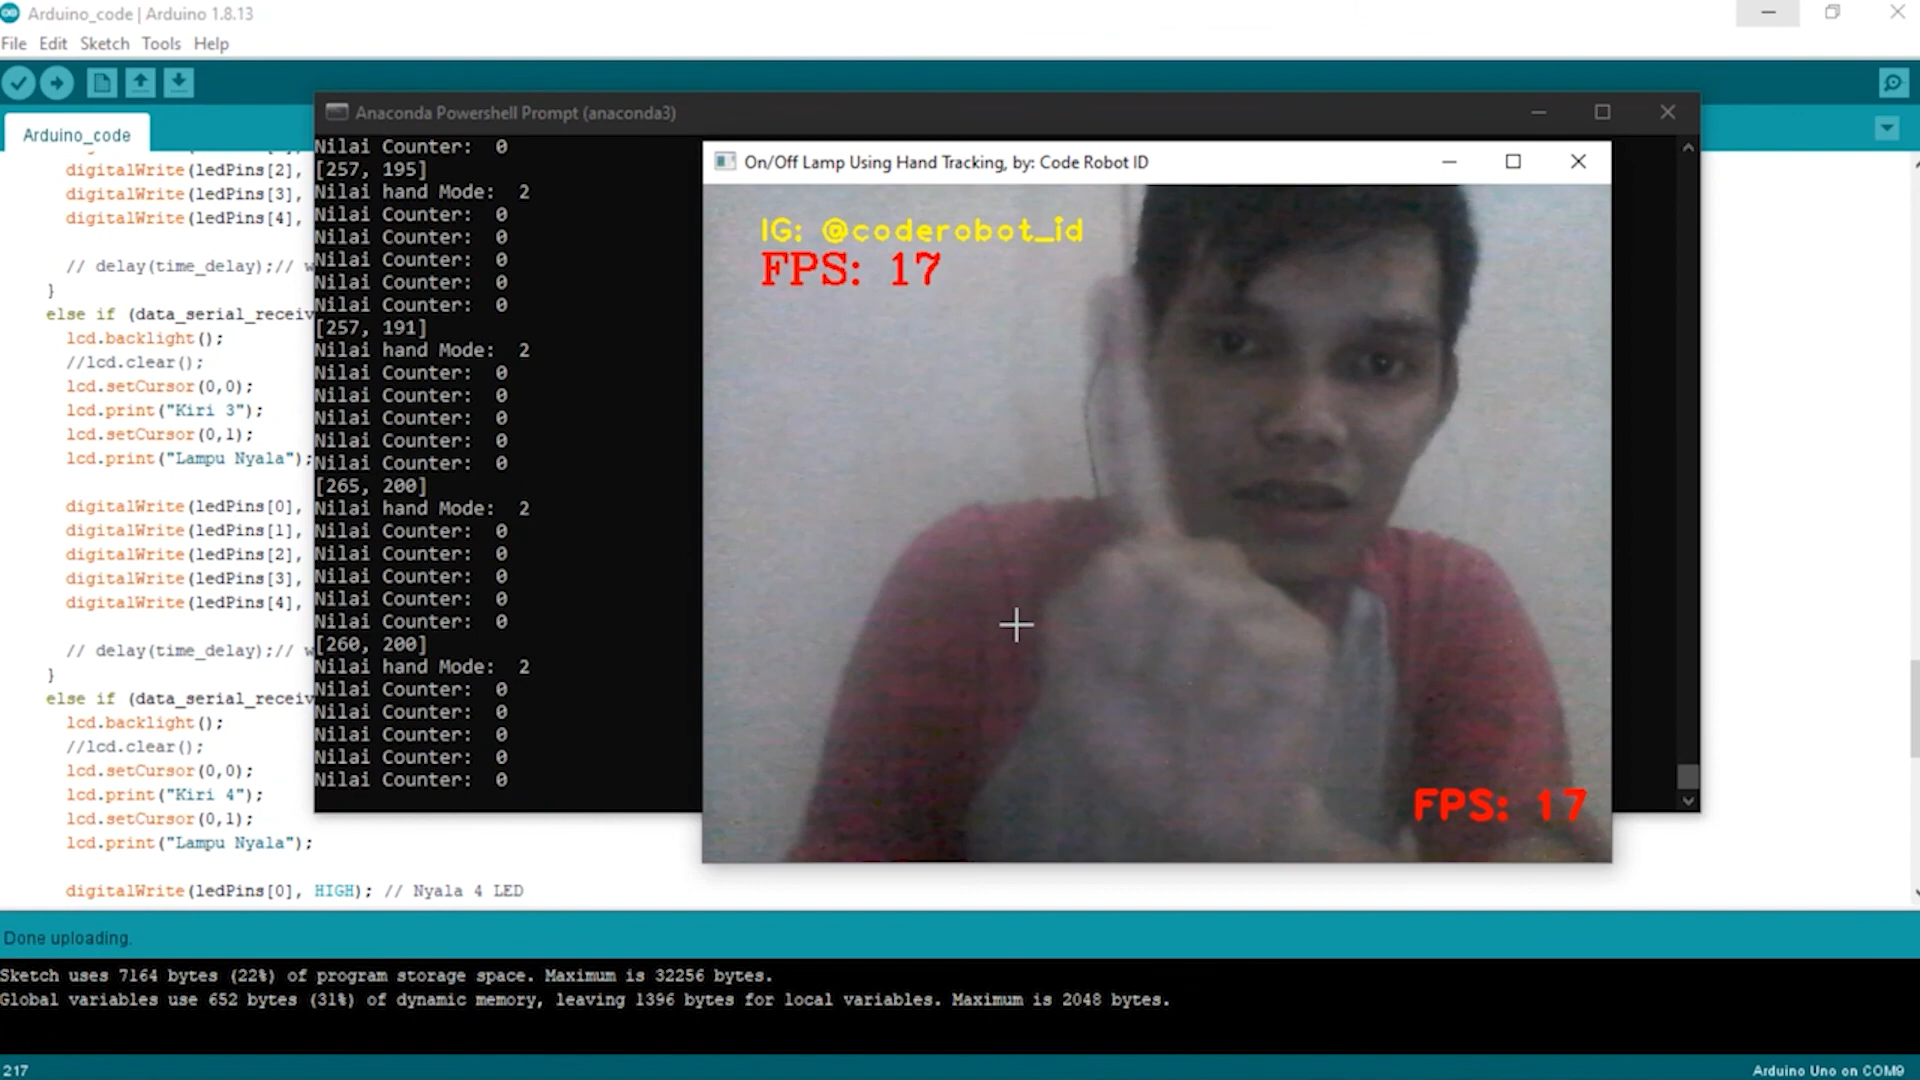 Arduino_code | Arduino 1.8.13
File Edit Sketch Tools Help
Arduino_code
digitalWrite(ledPins[2],
digitalWrite(ledPins[3],
digitalWrite(ledPins[4],
// delay(time_delay);// w
}
else if (data_serial_receiv
lcd.backlight();
//lcd.clear();
lcd.setCursor(0,0);
lcd.print("Kiri 3");
lcd.setCursor(0,1);
lcd.print("Lampu Nyala");
digitalWrite(ledPins[0],
digitalWrite(ledPins[1],
digitalWrite(ledPins[2],
digitalWrite(ledPins[3],
digitalWrite(ledPins[4],
// delay(time_delay);// w
}
else if (data_serial_receiv
lcd.backlight();
//lcd.clear();
lcd.setCursor(0,0);
lcd.print("Kiri 4");
lcd.setCursor(0,1);
lcd.print("Lampu Nyala");
digitalWrite(ledPins[0], HIGH); // Nyala 4 LED
Anaconda Powershell Prompt (anaconda3)
Nilai Counter: 0
[257, 195]
Nilai hand Mode: 2
Nilai Counter: 0
Nilai Counter: 0
Nilai Counter: 0
Nilai Counter: 0
Nilai Counter: 0
[257, 191]
Nilai hand Mode: 2
Nilai Counter: 0
Nilai Counter: 0
Nilai Counter: 0
Nilai Counter: 0
Nilai Counter: 0
[265, 200]
Nilai hand Mode: 2
Nilai Counter: 0
Nilai Counter: 0
Nilai Counter: 0
Nilai Counter: 0
Nilai Counter: 0
[260, 200]
Nilai hand Mode: 2
Nilai Counter: 0
Nilai Counter: 0
Nilai Counter: 0
Nilai Counter: 0
Nilai Counter: 0
On/Off Lamp Using Hand Tracking, by: Code Robot ID
IG: @coderobot_id
FPS: 17
FPS: 17
Done uploading.
Sketch uses 7164 bytes (22%) of program storage space. Maximum is 32256 bytes.
Global variables use 652 bytes (31%) of dynamic memory, leaving 1396 bytes for local variables. Maximum is 2048 bytes.
217
Arduino Uno on COM9